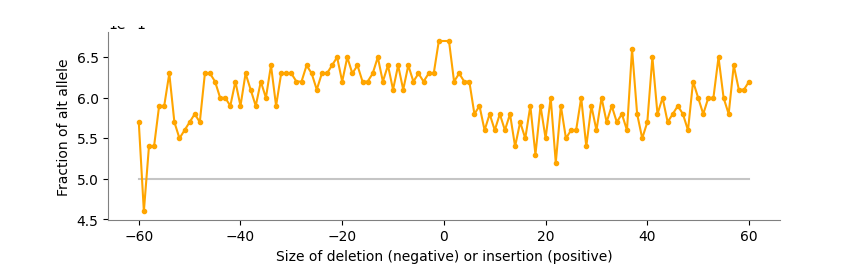 6.5
6.0
5.5
5.0
4.5
Fraction of alt allele
−60 −40 −20 0 20 40 60
Size of deletion (negative) or insertion (positive)